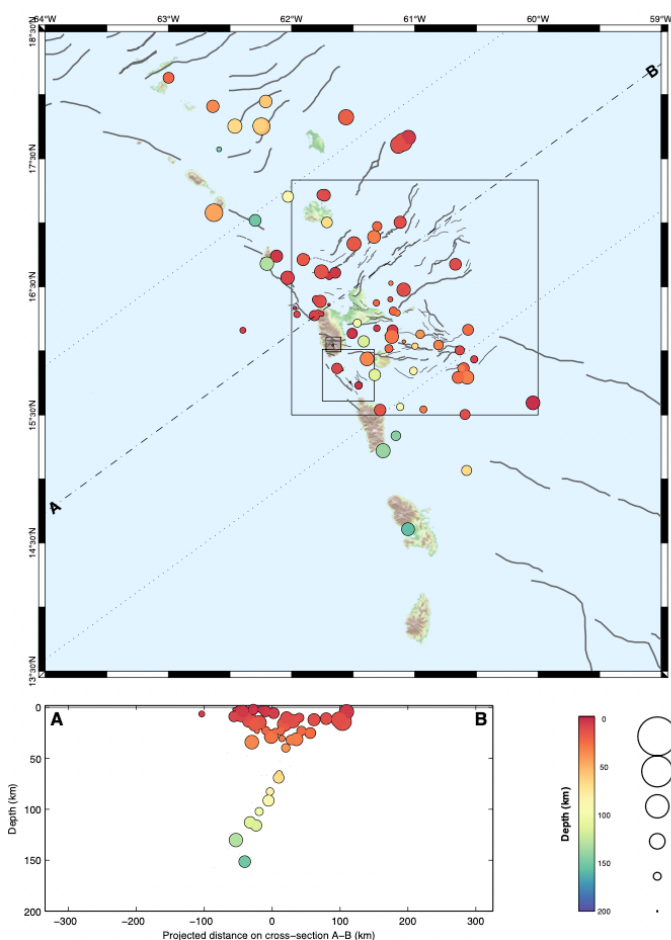 64°W 63°W 62°W 61°W 60°W 59°W
18°30'N
B
17°30'N
16°30'N
15°30'N
A
14°30'N
13°30'N
A B
0
50
100
150
200
Depth (km)
−300 −200 −100 0 100 200 300
Projected distance on cross−section A−B (km)
Depth (km)
0
50
100
150
200